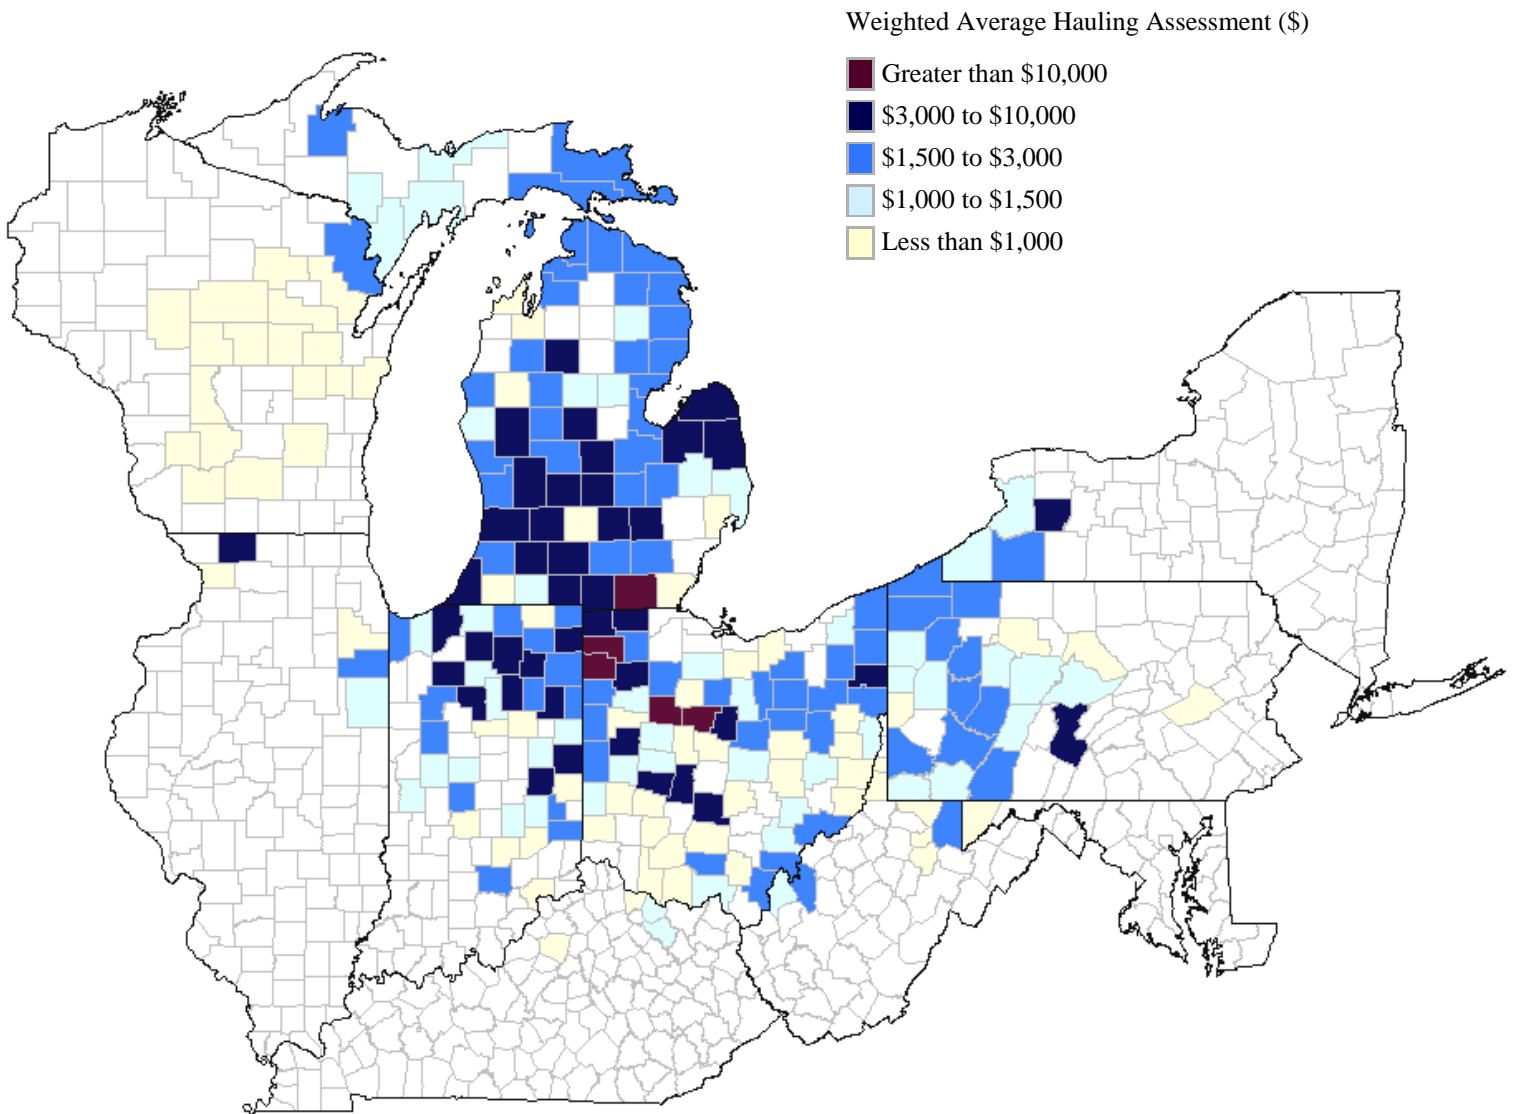 Weighted Average Hauling Assessment ($)
Greater than $10,000
$3,000 to $10,000
$1,500 to $3,000
$1,000 to $1,500
Less than $1,000